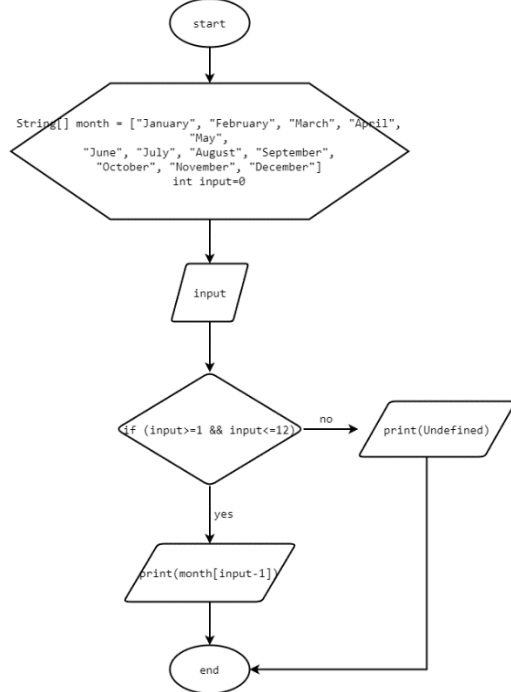 start
String[] month = ["January", "February", "March", "April",
"May",
"June", "July", "August", "September",
"October", "November", "December"]
int input=0
input
if (input>=1 && input<=12)
no
print(Undefined)
yes
print(month[input-1])
end